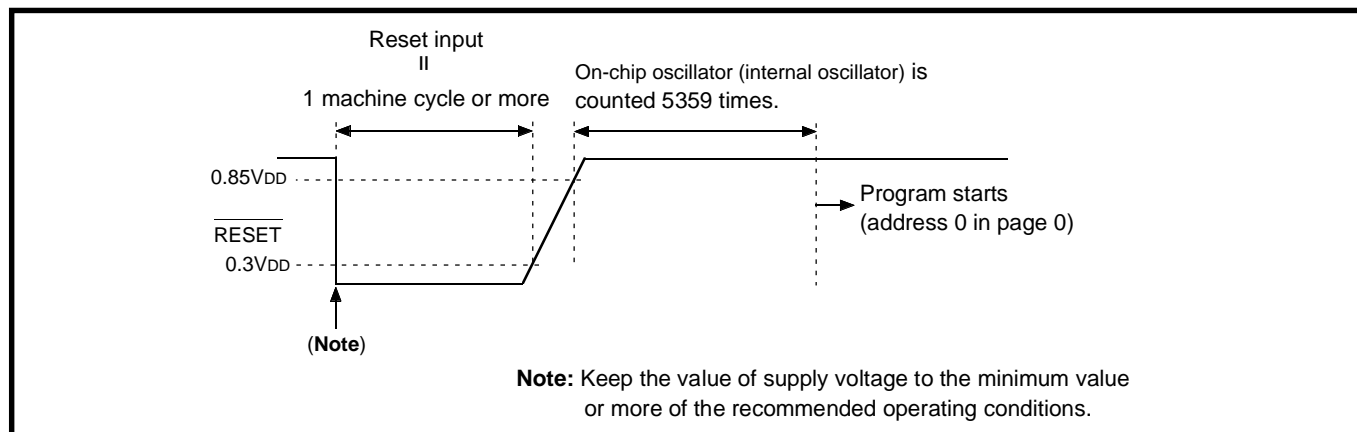 Reset input
=
1 machine cycle or more
On-chip oscillator (internal oscillator) is
counted 5359 times.
0.85VDD
Program starts
(address 0 in page 0)
RESET
0.3VDD
(Note)
Note: Keep the value of supply voltage to the minimum value
or more of the recommended operating conditions.